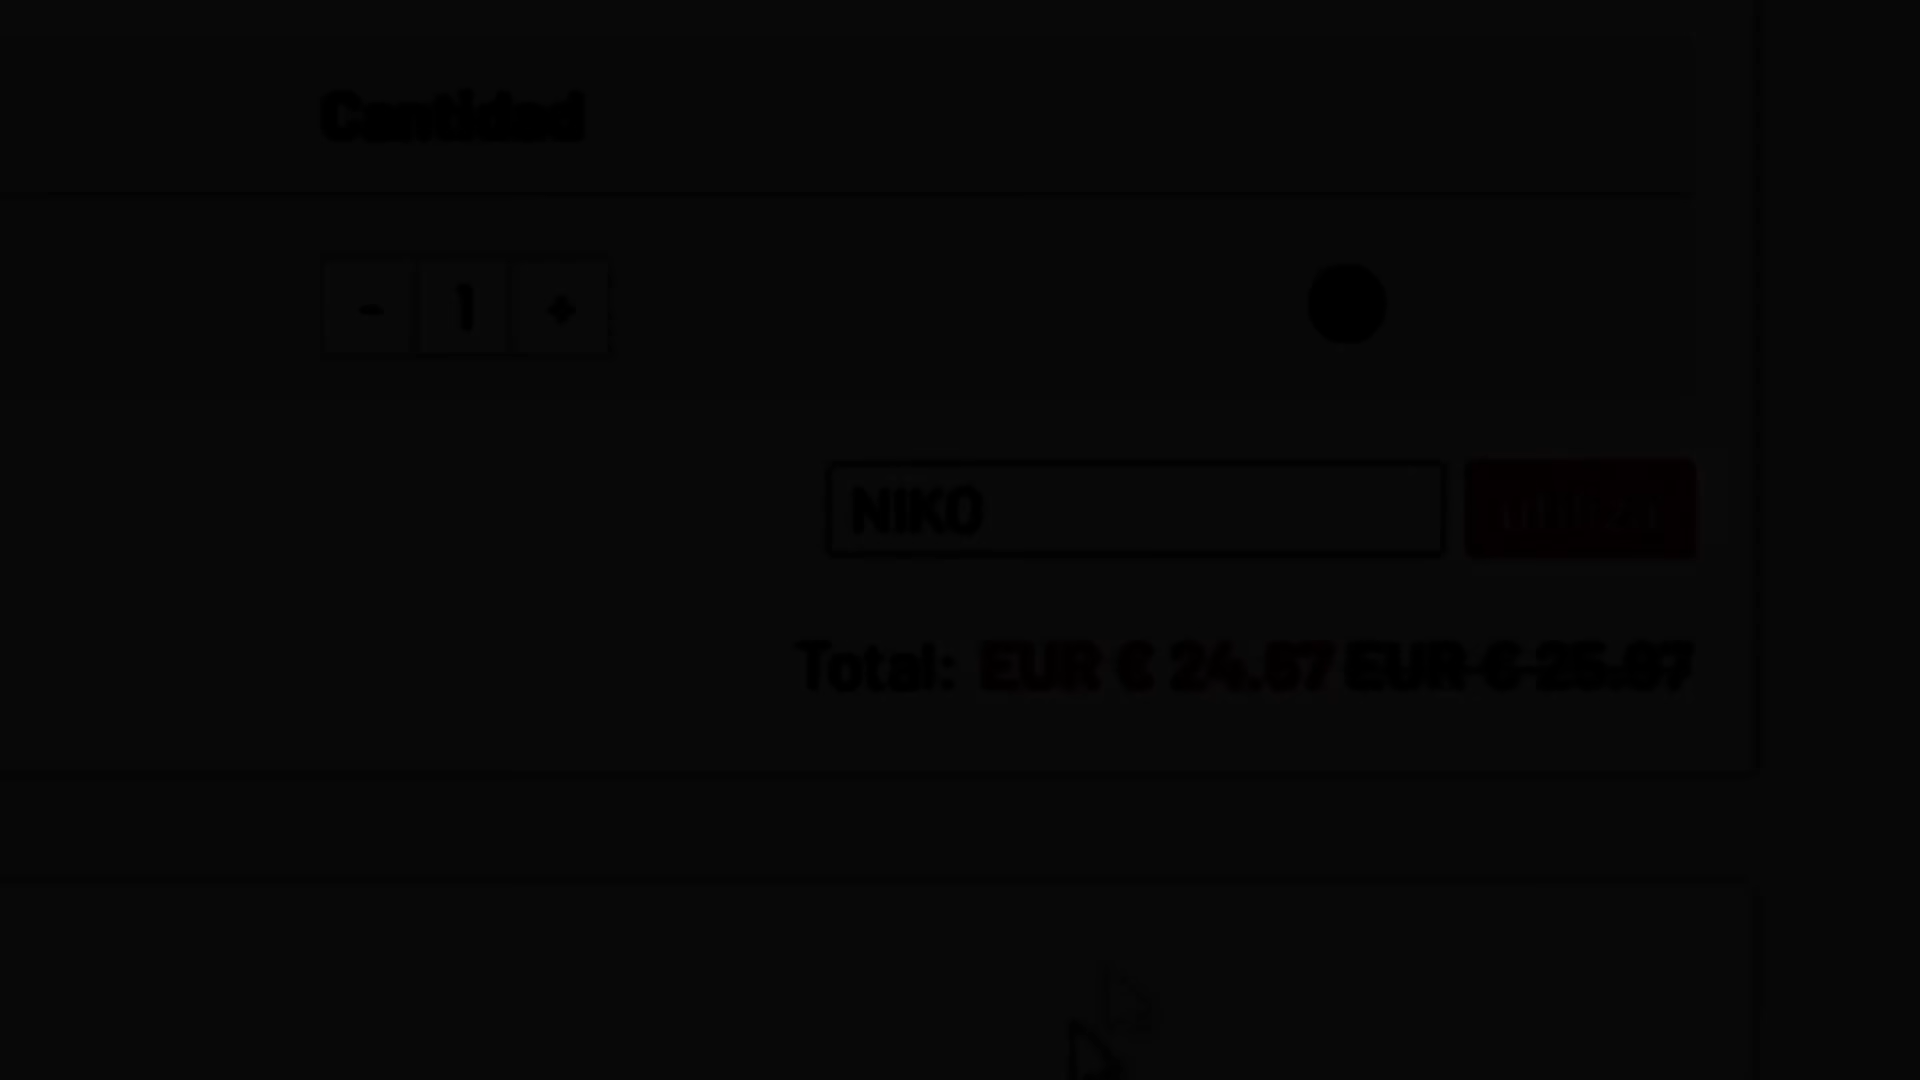 Cantidad
- 1 +
NIKO
Total: EUR € 24.67 EUR € 25.97